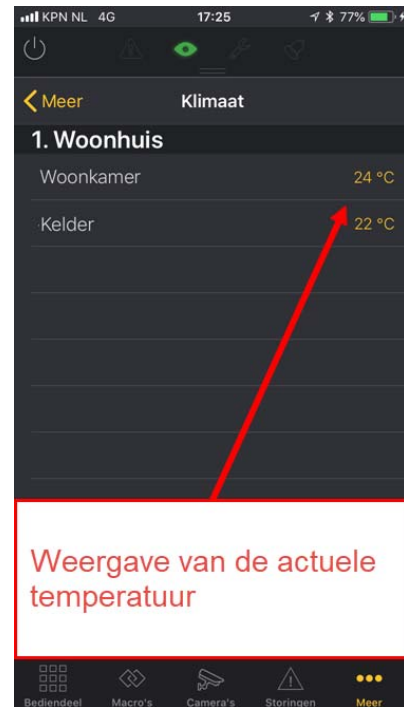 KPN NL 4G 17:25 77%
Meer Klimaat
1. Woonhuis
Woonkamer 24 °C
Kelder 22 °C
Weergave van de actuele
temperatuur
Bediendeel Macro's Camera's Storingen Meer